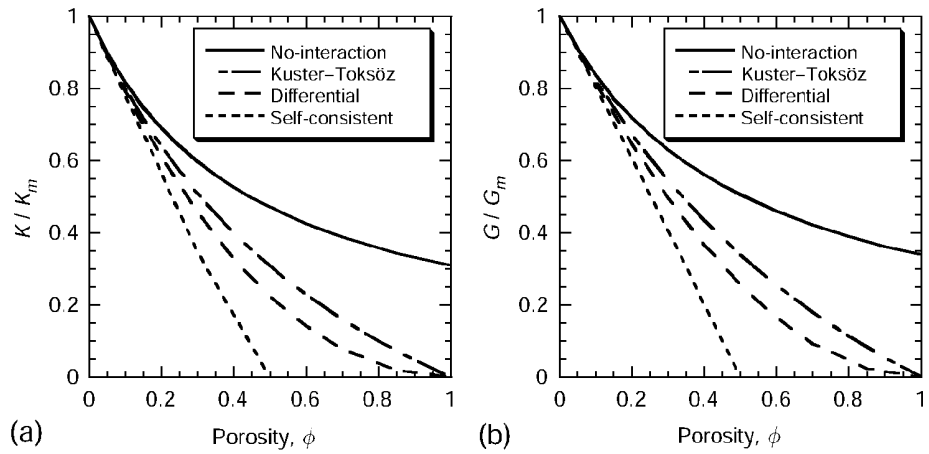 1
0.8
0.6
0.4
0.2
0
K / Km
No-interaction
Kuster–Toksöz
Differential
Self-consistent
0 0.2 0.4 0.6 0.8 1
Porosity, ϕ
(a)
1
0.8
0.6
0.4
0.2
0
G / Gm
No-interaction
Kuster–Toksöz
Differential
Self-consistent
0 0.2 0.4 0.6 0.8 1
Porosity, ϕ
(b)